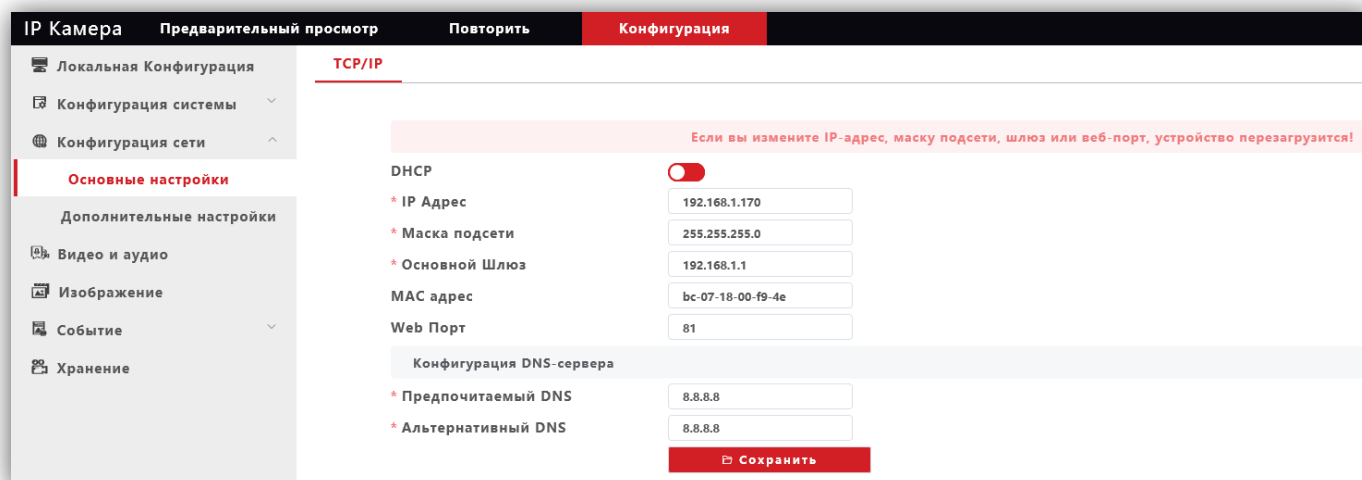 IP Камера Предварительный просмотр Повторить Конфигурация
Локальная Конфигурация
Конфигурация системы
Конфигурация сети
Основные настройки
Дополнительные настройки
Видео и аудио
Изображение
Событие
Хранение
TCP/IP
Если вы измените IP-адрес, маску подсети, шлюз или веб-порт, устройство перезагрузится!
DHCP
* IP Адрес 192.168.1.170
* Маска подсети 255.255.255.0
* Основной Шлюз 192.168.1.1
MAC адрес bc-07-18-00-f9-4e
Web Порт 81
Конфигурация DNS-сервера
* Предпочитаемый DNS 8.8.8.8
* Альтернативный DNS 8.8.8.8
Сохранить